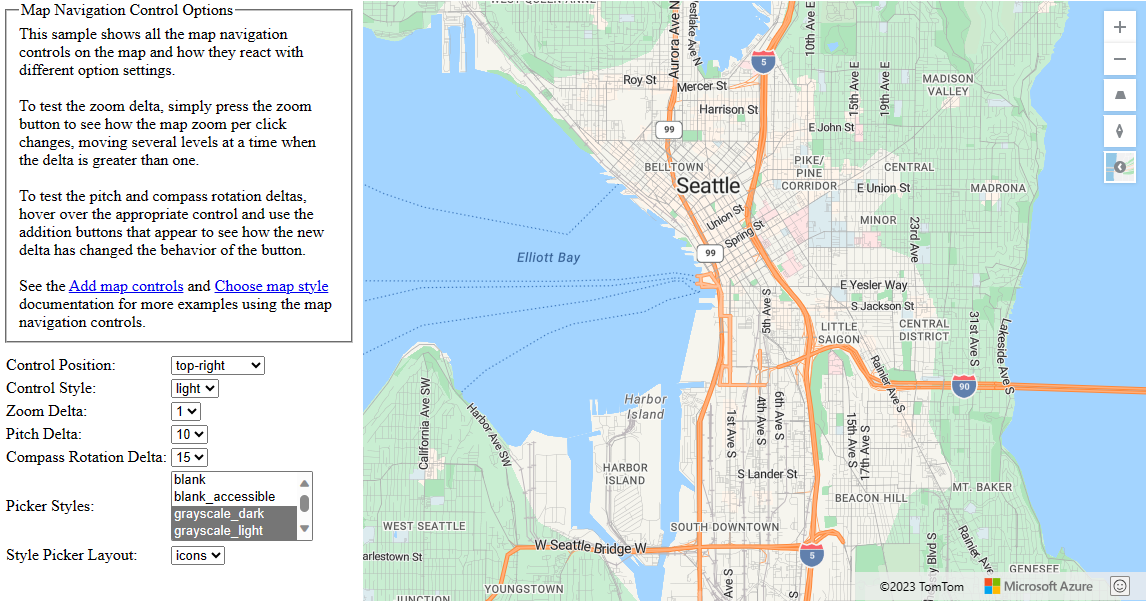 Map Navigation Control Options
This sample shows all the map navigation
controls on the map and how they react with
different option settings.
To test the zoom delta, simply press the zoom
button to see how the map zoom per click
changes, moving several levels at a time when
the delta is greater than one.
To test the pitch and compass rotation deltas,
hover over the appropriate control and use the
addition buttons that appear to see how the new
delta has changed the behavior of the button.
See the Add map controls and Choose map style
documentation for more examples using the map
navigation controls.
Control Position: top-right
Control Style: light
Zoom Delta: 1
Pitch Delta: 10
Compass Rotation Delta: 15
Picker Styles:
blank
blank_accessible
grayscale_dark
grayscale_light
Style Picker Layout: icons
WEST QUEEN ANNE
Aurora Ave N
Westlake Ave N
10th Ave E
5
Roy St
Mercer St
15th Ave E
19th Ave E
MADISON
VALLEY
Harrison St
99
E John St
BELLTOWN
PIKE/
PINE
CORRIDOR
CENTRAL
Seattle
E Union St
MADRONA
Union St
Spring St
MINOR
23rd Ave
99
Elliott Bay
E Yesler Way
5th Ave S
S Jackson St
LITTLE
SAIGON
CENTRAL
DISTRICT
31st Ave S
Lakeside Ave S
Rainier Ave S
90
California Ave SW
Harbor Ave SW
Harbor
Island
1st Ave S
4th Ave S
6th Ave S
15th Ave S
17th Ave S
HARBOR
ISLAND
S Lander St
MT. BAKER
BEACON HILL
WEST SEATTLE
SOUTH DOWNTOWN
Rainier Ave
W Seattle Bridge W
5
arlestown St
Blvd S
GENESEE
YOUNGSTOWN
JUNCTION
Ave S
S
©2023 TomTom
Microsoft Azure